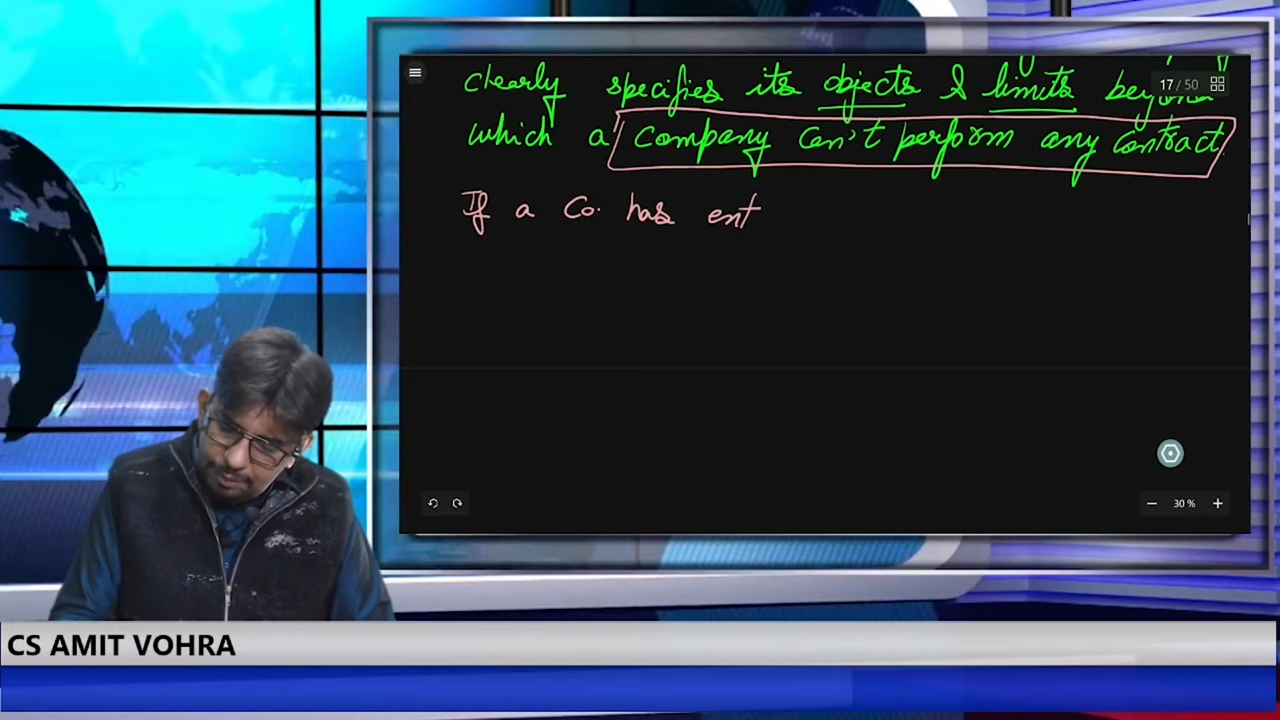 clearly specifies its objects & limits beyond
17 / 50
which a company can't perform any contract.
If a Co. has ent
30 %
CS AMIT VOHRA